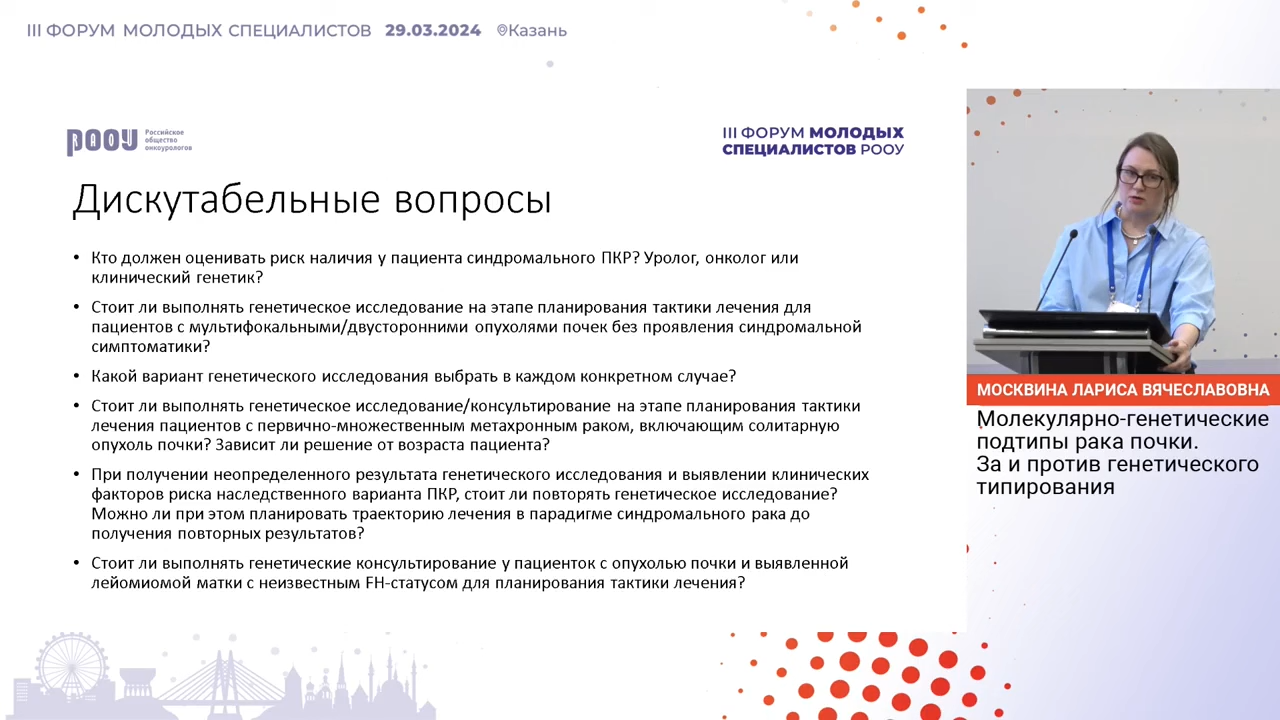 III ФОРУМ МОЛОДЫХ СПЕЦИАЛИСТОВ 29.03.2024 Казань
РООУ
Российское
общество
онкоурологов
III ФОРУМ МОЛОДЫХ
СПЕЦИАЛИСТОВ РООУ
Дискутабельные вопросы
• Кто должен оценивать риск наличия у пациента синдромального ПКР? Уролог, онколог или
клинический генетик?
• Стоит ли выполнять генетическое исследование на этапе планирования тактики лечения для
пациентов с мультифокальными/двусторонними опухолями почек без проявления синдромальной
симптоматики?
• Какой вариант генетического исследования выбрать в каждом конкретном случае?
• Стоит ли выполнять генетическое исследование/консультирование на этапе планирования тактики
лечения пациентов с первично-множественным метахронным раком, включающим солитарную
опухоль почки? Зависит ли решение от возраста пациента?
• При получении неопределенного результата генетического исследования и выявлении клинических
факторов риска наследственного варианта ПКР, стоит ли повторять генетическое исследование?
Можно ли при этом планировать траекторию лечения в парадигме синдромального рака до
получения повторных результатов?
• Стоит ли выполнять генетические консультирование у пациенток с опухолью почки и выявленной
лейомиомой матки с неизвестным FH-статусом для планирования тактики лечения?
МОСКВИНА ЛАРИСА ВЯЧЕСЛАВОВНА
Молекулярно-генетические
подтипы рака почки.
За и против генетического
типирования